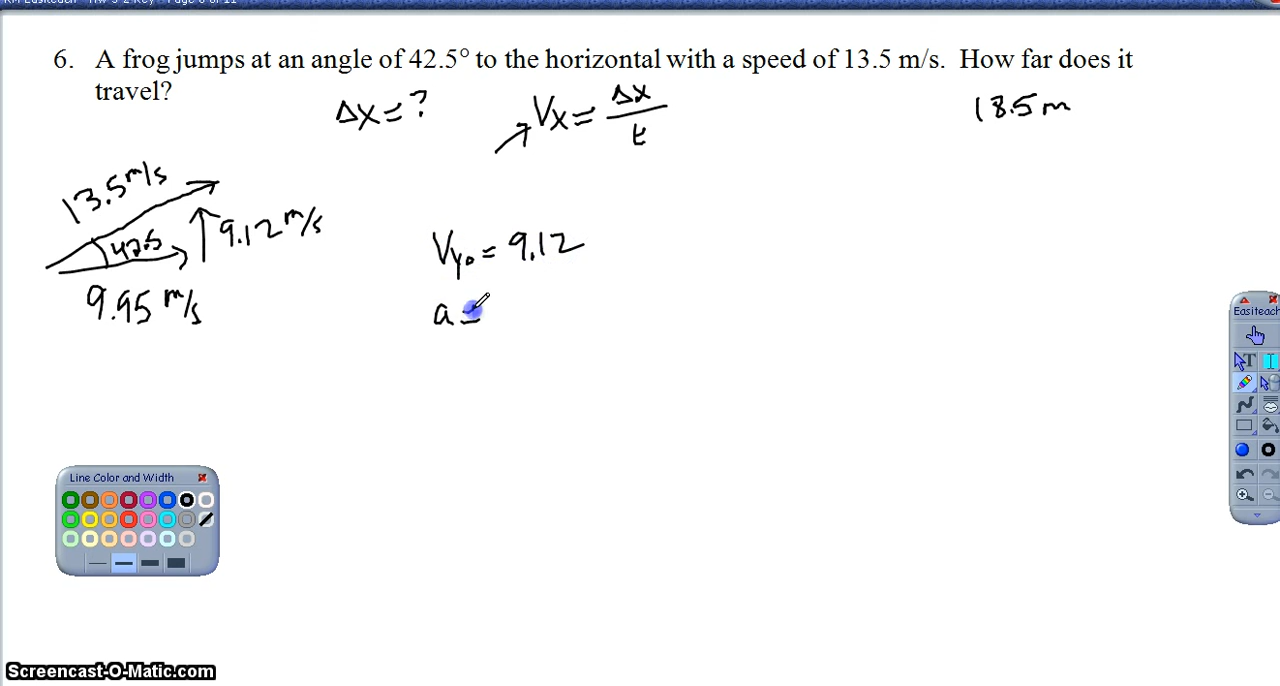 6. A frog jumps at an angle of 42.5° to the horizontal with a speed of 13.5 m/s. How far does it
travel?
Δx = ?
Vx = Δx / t
18.5 m
13.5 m/s
42.5
9.12 m/s
9.95 m/s
Vyo = 9.12
a =
Easiteach
T
Line Color and Width
Screencast-O-Matic.com